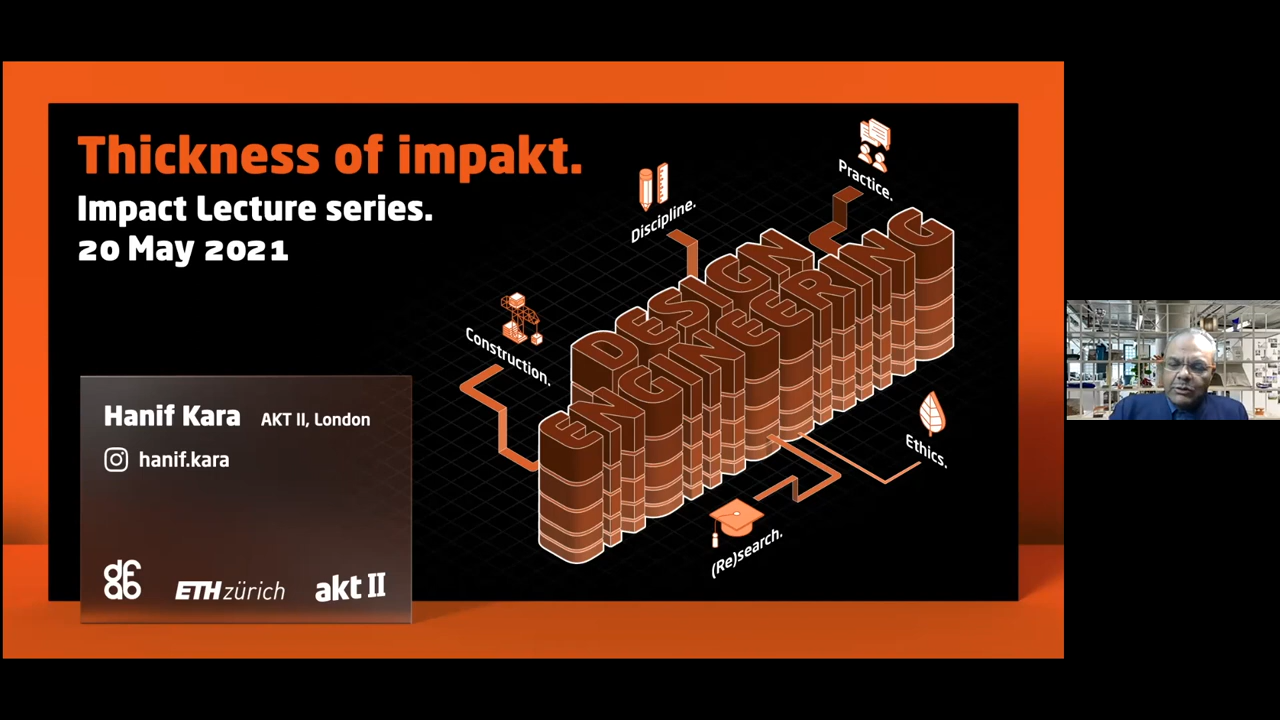 Thickness of impakt.
Impact Lecture series.
20 May 2021
Practice.
Discipline.
Construction.
DESIGN
ENGINEERING
Ethics.
(Re)search.
Hanif Kara AKT II, London
hanif.kara
dfab
ETH zürich
akt II